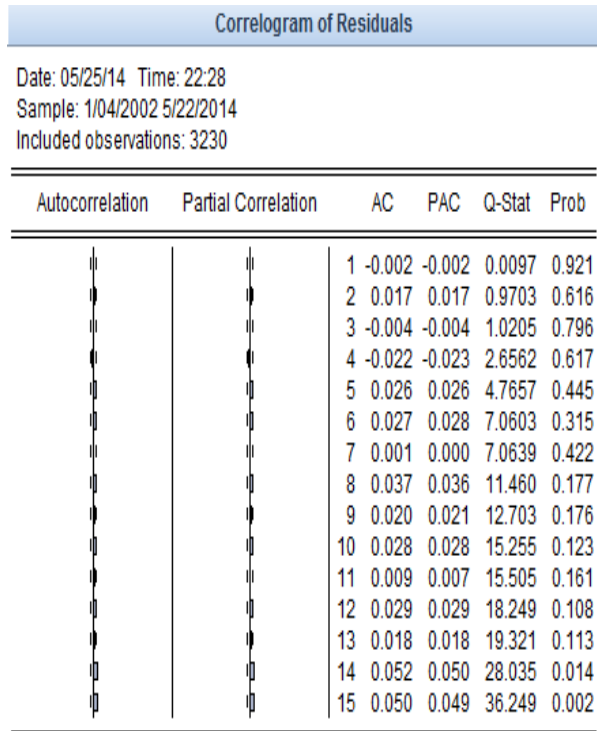 Correlogram of Residuals
Date: 05/25/14 Time: 22:28
Sample: 1/04/2002 5/22/2014
Included observations: 3230
Autocorrelation Partial Correlation AC PAC Q-Stat Prob
1 -0.002 -0.002 0.0097 0.921
2 0.017 0.017 0.9703 0.616
3 -0.004 -0.004 1.0205 0.796
4 -0.022 -0.023 2.6562 0.617
5 0.026 0.026 4.7657 0.445
6 0.027 0.028 7.0603 0.315
7 0.001 0.000 7.0639 0.422
8 0.037 0.036 11.460 0.177
9 0.020 0.021 12.703 0.176
10 0.028 0.028 15.255 0.123
11 0.009 0.007 15.505 0.161
12 0.029 0.029 18.249 0.108
13 0.018 0.018 19.321 0.113
14 0.052 0.050 28.035 0.014
15 0.050 0.049 36.249 0.002